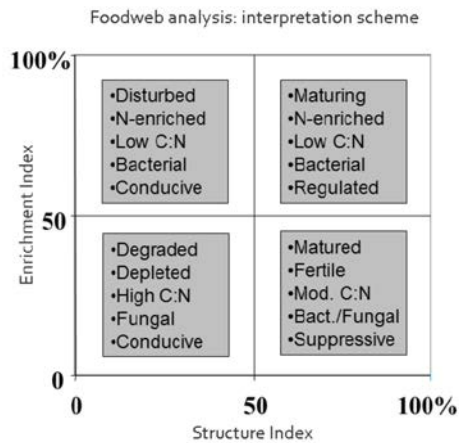 Foodweb analysis: interpretation scheme
100%
•Disturbed
•N-enriched
•Low C:N
•Bacterial
•Conducive
•Maturing
•N-enriched
•Low C:N
•Bacterial
•Regulated
Enrichment Index
50
•Degraded
•Depleted
•High C:N
•Fungal
•Conducive
•Matured
•Fertile
•Mod. C:N
•Bact./Fungal
•Suppressive
0
0 50 100%
Structure Index